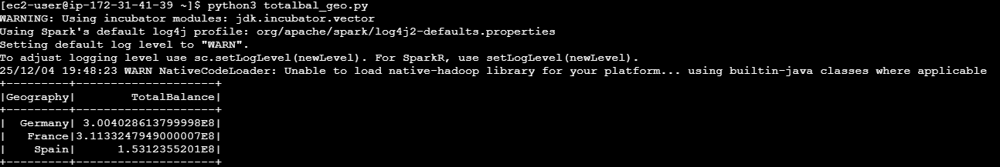 [ec2-user@ip-172-31-41-39 ~]$ python3 totalbal_geo.py
WARNING: Using incubator modules: jdk.incubator.vector
Using Spark's default log4j profile: org/apache/spark/log4j2-defaults.properties
Setting default log level to "WARN".
To adjust logging level use sc.setLogLevel(newLevel). For SparkR, use setLogLevel(newLevel).
25/12/04 19:48:23 WARN NativeCodeLoader: Unable to load native-hadoop library for your platform... using builtin-java classes where applicable
+---------+--------------------+
|Geography|        TotalBalance|
+---------+--------------------+
|  Germany| 3.004028613799998E8|
|   France|3.1133247949000007E8|
|    Spain|      1.5312355201E8|
+---------+--------------------+